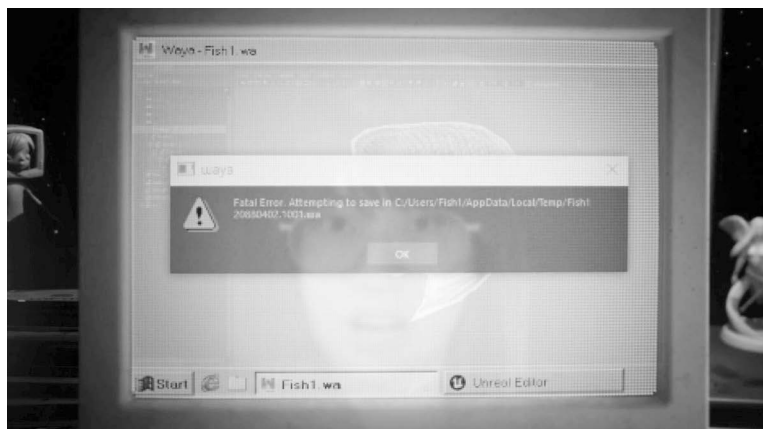 Waya - Fish1.wa
waya
Fatal Error. Attempting to save in C:/Users/Fish1/AppData/Local/Temp/Fish1
20880402.1001.wa
OK
Start
Fish1.wa
Unreal Editor